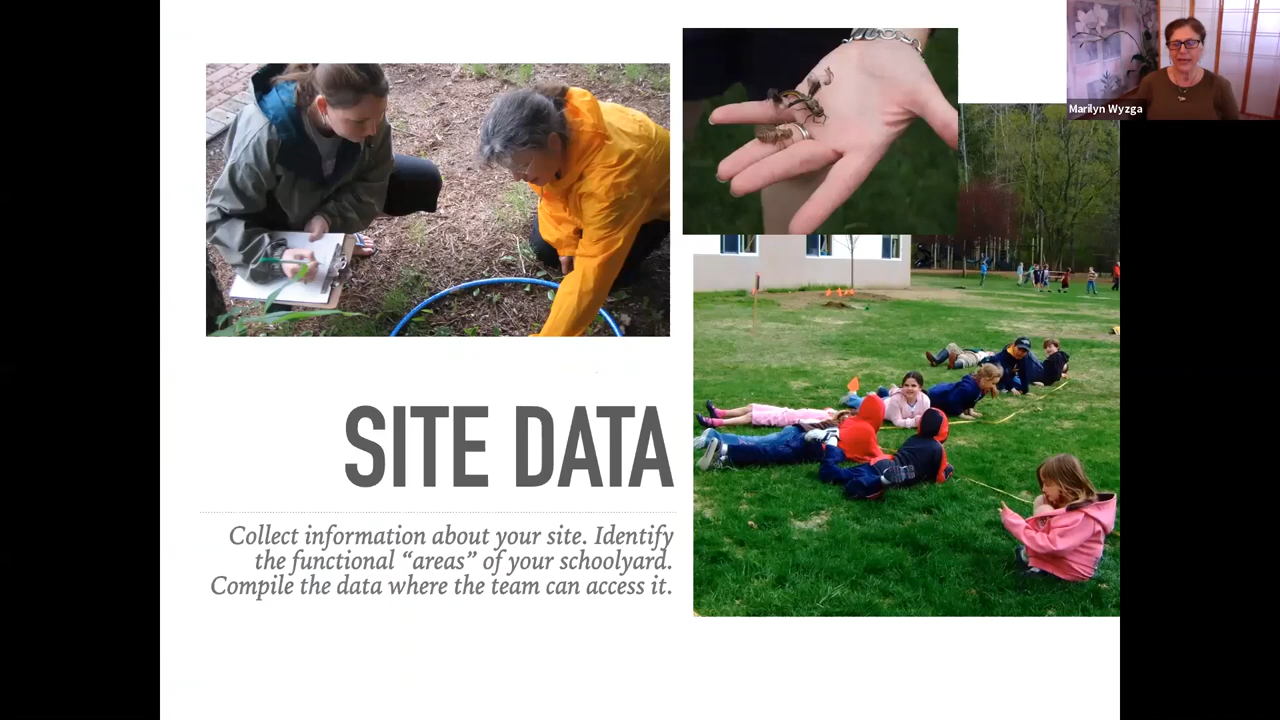 Marilyn Wyzga
SITE DATA
Collect information about your site. Identify
the functional “areas” of your schoolyard.
Compile the data where the team can access it.